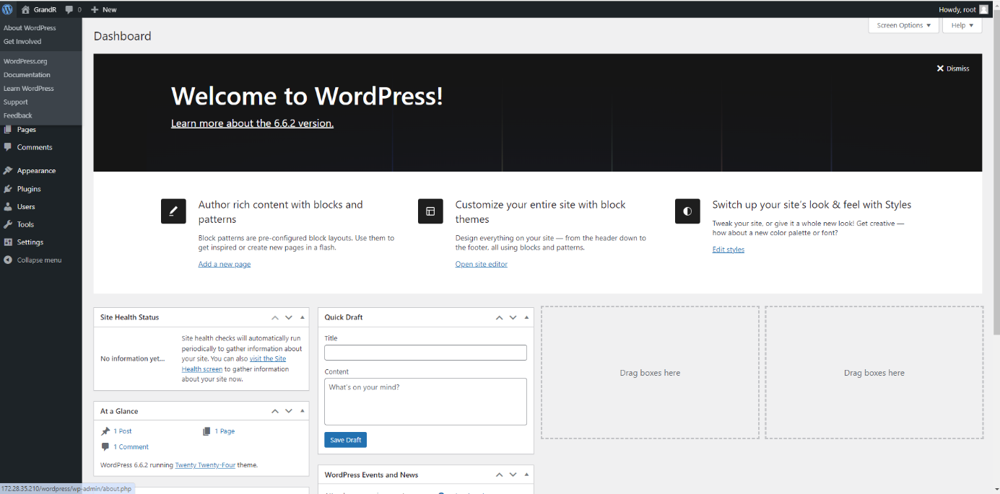 GrandR 0 New Howdy, root
About WordPress
Get Involved
WordPress.org
Documentation
Learn WordPress
Support
Feedback
Pages
Comments
Appearance
Plugins
Users
Tools
Settings
Collapse menu
Dashboard
Screen Options Help
Dismiss
Welcome to WordPress!
Learn more about the 6.6.2 version.
Author rich content with blocks and
patterns
Block patterns are pre-configured block layouts. Use them to
get inspired or create new pages in a flash.
Add a new page
Customize your entire site with block
themes
Design everything on your site — from the header down to
the footer, all using blocks and patterns.
Open site editor
Switch up your site's look & feel with Styles
Tweak your site, or give it a whole new look! Get creative —
how about a new color palette or font?
Edit styles
Site Health Status
No information yet...
Site health checks will automatically run
periodically to gather information about
your site. You can also visit the Site
Health screen to gather information
about your site now.
At a Glance
1 Post 1 Page
1 Comment
WordPress 6.6.2 running Twenty Twenty-Four theme.
Quick Draft
Title
Content
What's on your mind?
Save Draft
WordPress Events and News
Drag boxes here
Drag boxes here
172.28.35.210/wordpress/wp-admin/about.php